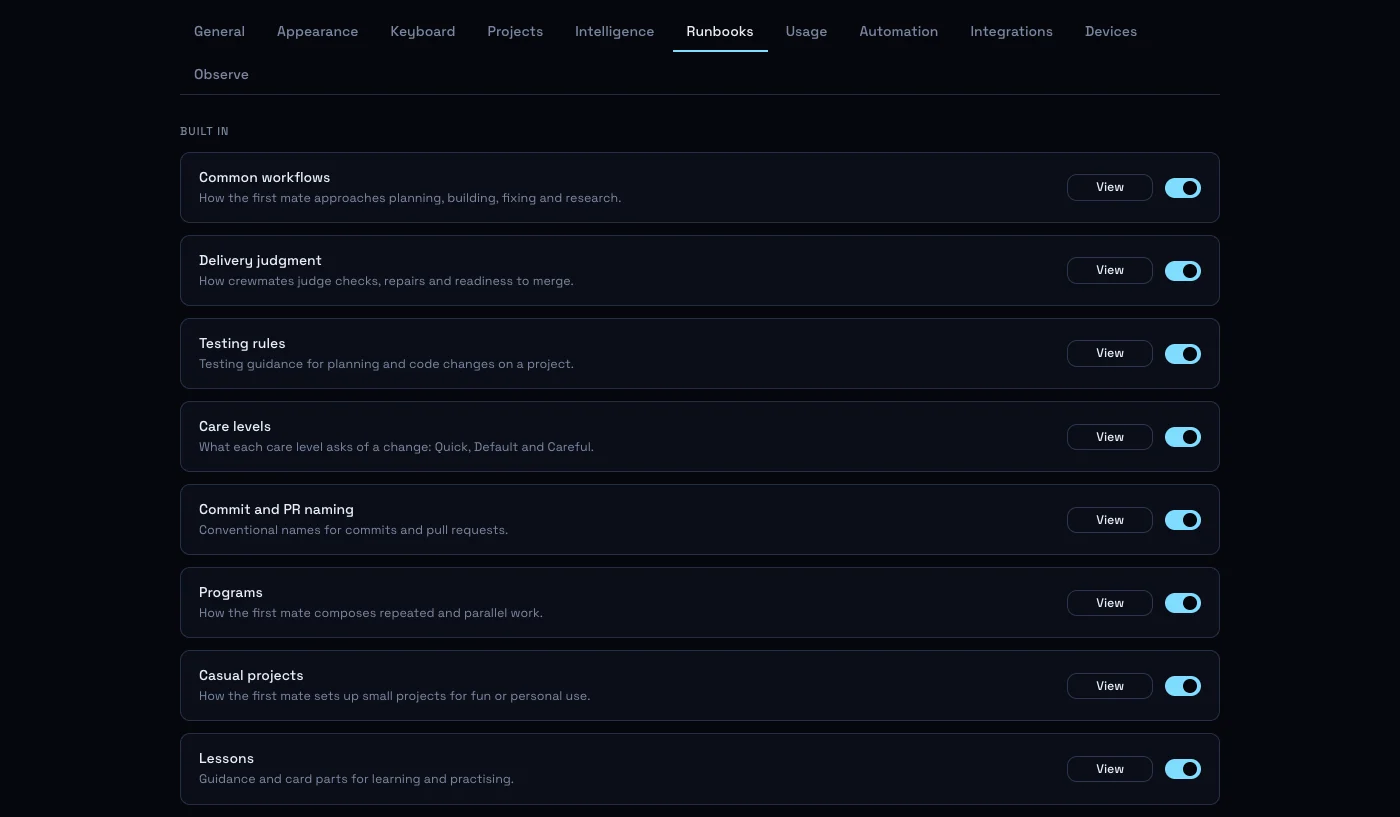 General Appearance Keyboard Projects Intelligence Runbooks Usage Automation Integrations Devices
Observe
BUILT IN
Common workflows
How the first mate approaches planning, building, fixing and research.
View
Delivery judgment
How crewmates judge checks, repairs and readiness to merge.
View
Testing rules
Testing guidance for planning and code changes on a project.
View
Care levels
What each care level asks of a change: Quick, Default and Careful.
View
Commit and PR naming
Conventional names for commits and pull requests.
View
Programs
How the first mate composes repeated and parallel work.
View
Casual projects
How the first mate sets up small projects for fun or personal use.
View
Lessons
Guidance and card parts for learning and practising.
View